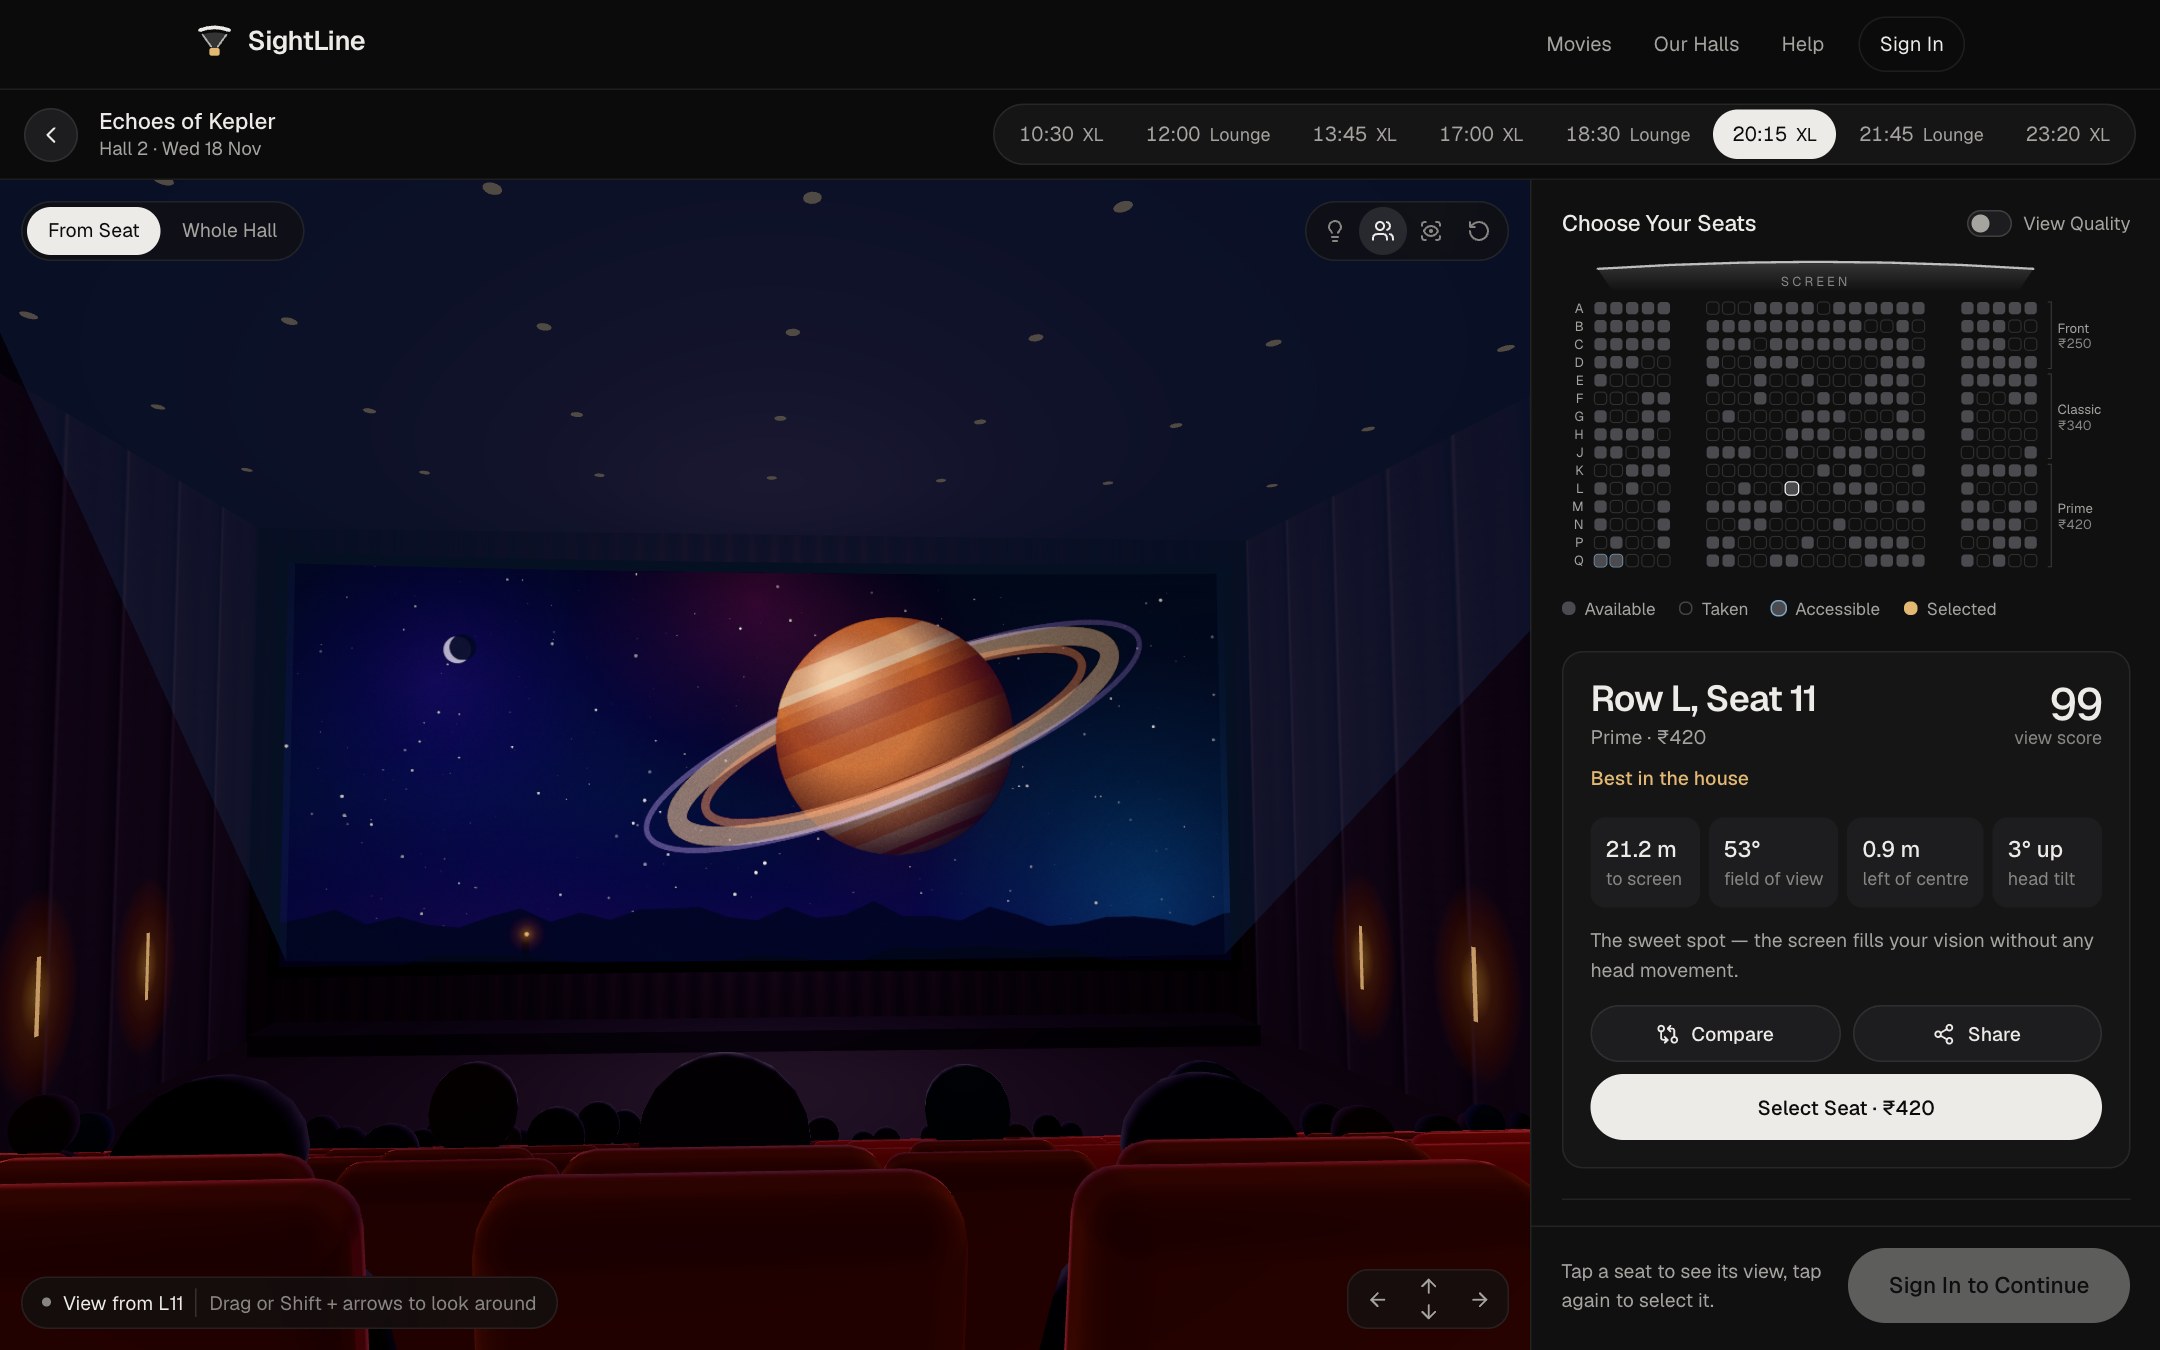 SightLine
Movies
Our Halls
Help
Sign In
Echoes of Kepler
Hall 2 · Wed 18 Nov
10:30 XL
12:00 Lounge
13:45 XL
17:00 XL
18:30 Lounge
20:15 XL
21:45 Lounge
23:20 XL
From Seat
Whole Hall
Choose Your Seats
View Quality
SCREEN
A
B
C
D
E
F
G
H
J
K
L
M
N
P
Q
Front
₹250
Classic
₹340
Prime
₹420
Available
Taken
Accessible
Selected
Row L, Seat 11
Prime · ₹420
99
view score
Best in the house
21.2 m
to screen
53°
field of view
0.9 m
left of centre
3° up
head tilt
The sweet spot — the screen fills your vision without any
head movement.
Compare
Share
Select Seat · ₹420
View from L11
Drag or Shift + arrows to look around
Tap a seat to see its view, tap
again to select it.
Sign In to Continue